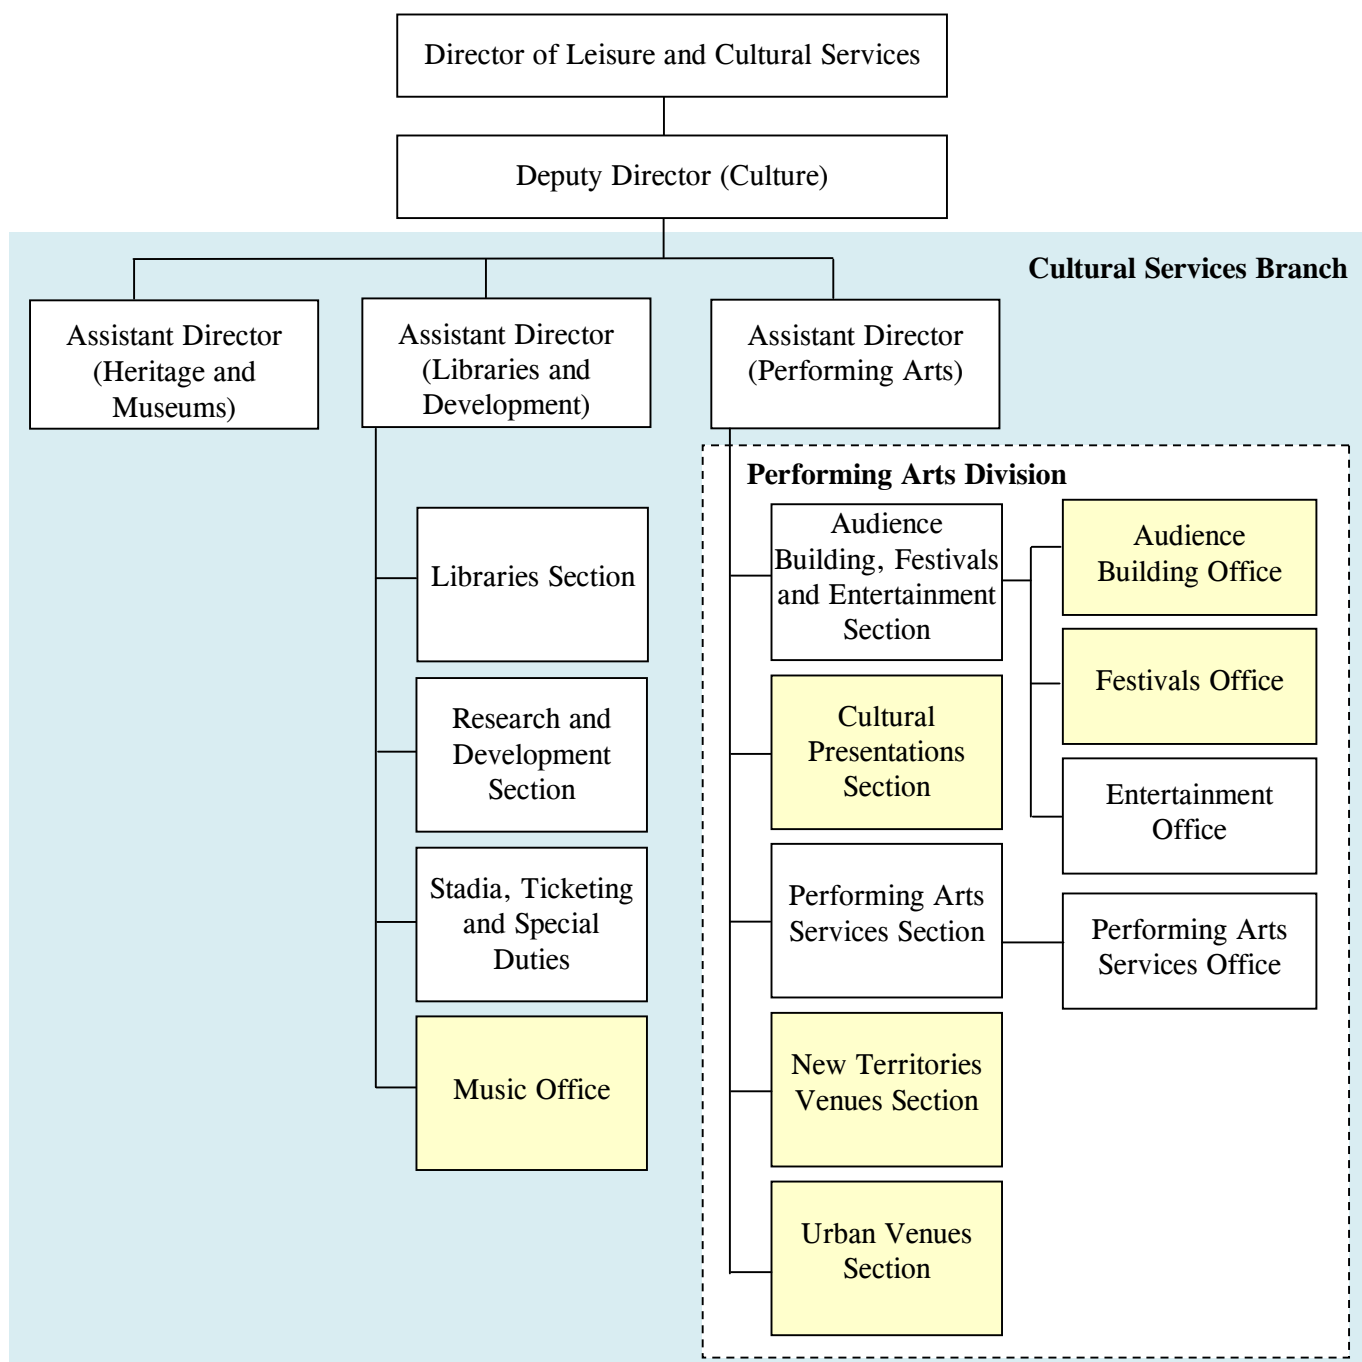 Director of Leisure and Cultural Services
Deputy Director (Culture)
Cultural Services Branch
Assistant Director
(Heritage and
Museums)
Assistant Director
(Libraries and
Development)
Assistant Director
(Performing Arts)
Libraries Section
Research and
Development
Section
Stadia, Ticketing
and Special
Duties
Music Office
Performing Arts Division
Audience
Building, Festivals
and Entertainment
Section
Cultural
Presentations
Section
Performing Arts
Services Section
New Territories
Venues Section
Urban Venues
Section
Audience
Building Office
Festivals Office
Entertainment
Office
Performing Arts
Services Office